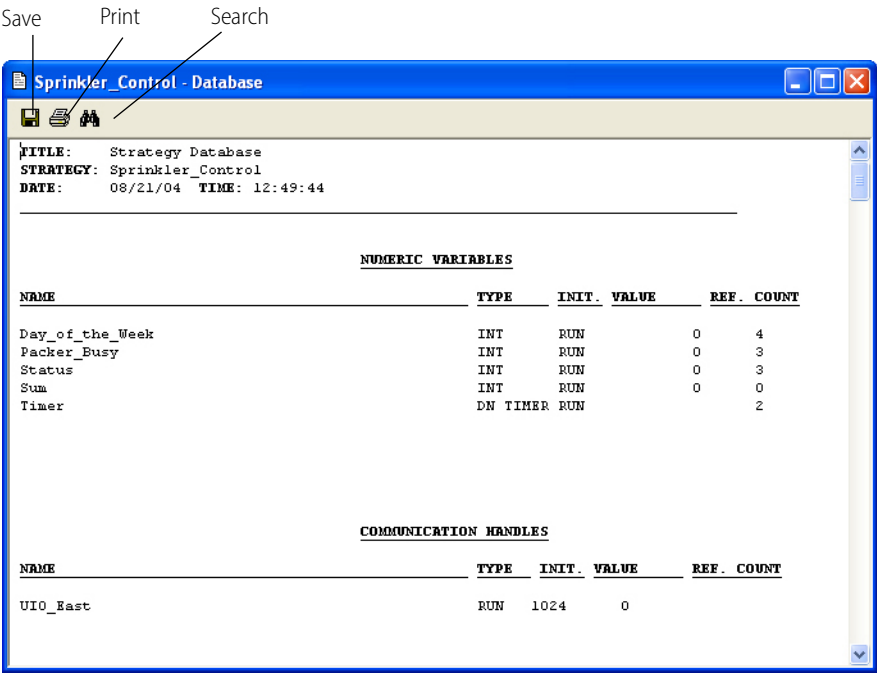 Save Print Search
Sprinkler_Control - Database
TITLE: Strategy Database
STRATEGY: Sprinkler_Control
DATE: 08/21/04 TIME: 12:49:44
NUMERIC VARIABLES
NAME TYPE INIT. VALUE REF. COUNT
Day_of_the_Week INT RUN 0 4
Packer_Busy INT RUN 0 3
Status INT RUN 0 3
Sum INT RUN 0 0
Timer DN TIMER RUN 2
COMMUNICATION HANDLES
NAME TYPE INIT. VALUE REF. COUNT
UIO_East RUN 1024 0